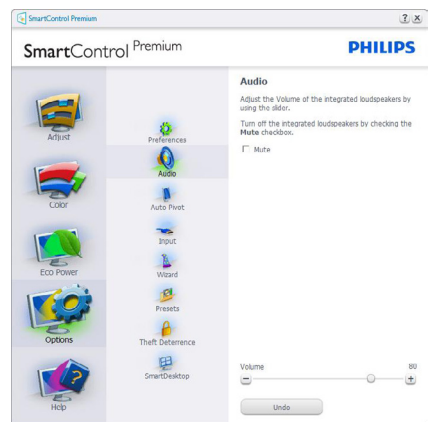 SmartControl Premium
? x
SmartControl Premium
PHILIPS
Adjust
Color
Eco Power
Options
Help
Preferences
Audio
Auto Pivot
Input
Wizard
Presets
Theft Deterrence
SmartDesktop
Audio
Adjust the Volume of the integrated loudspeakers by
using the slider.
Turn off the integrated loudspeakers by checking the
Mute checkbox.
Mute
Volume 80
Undo